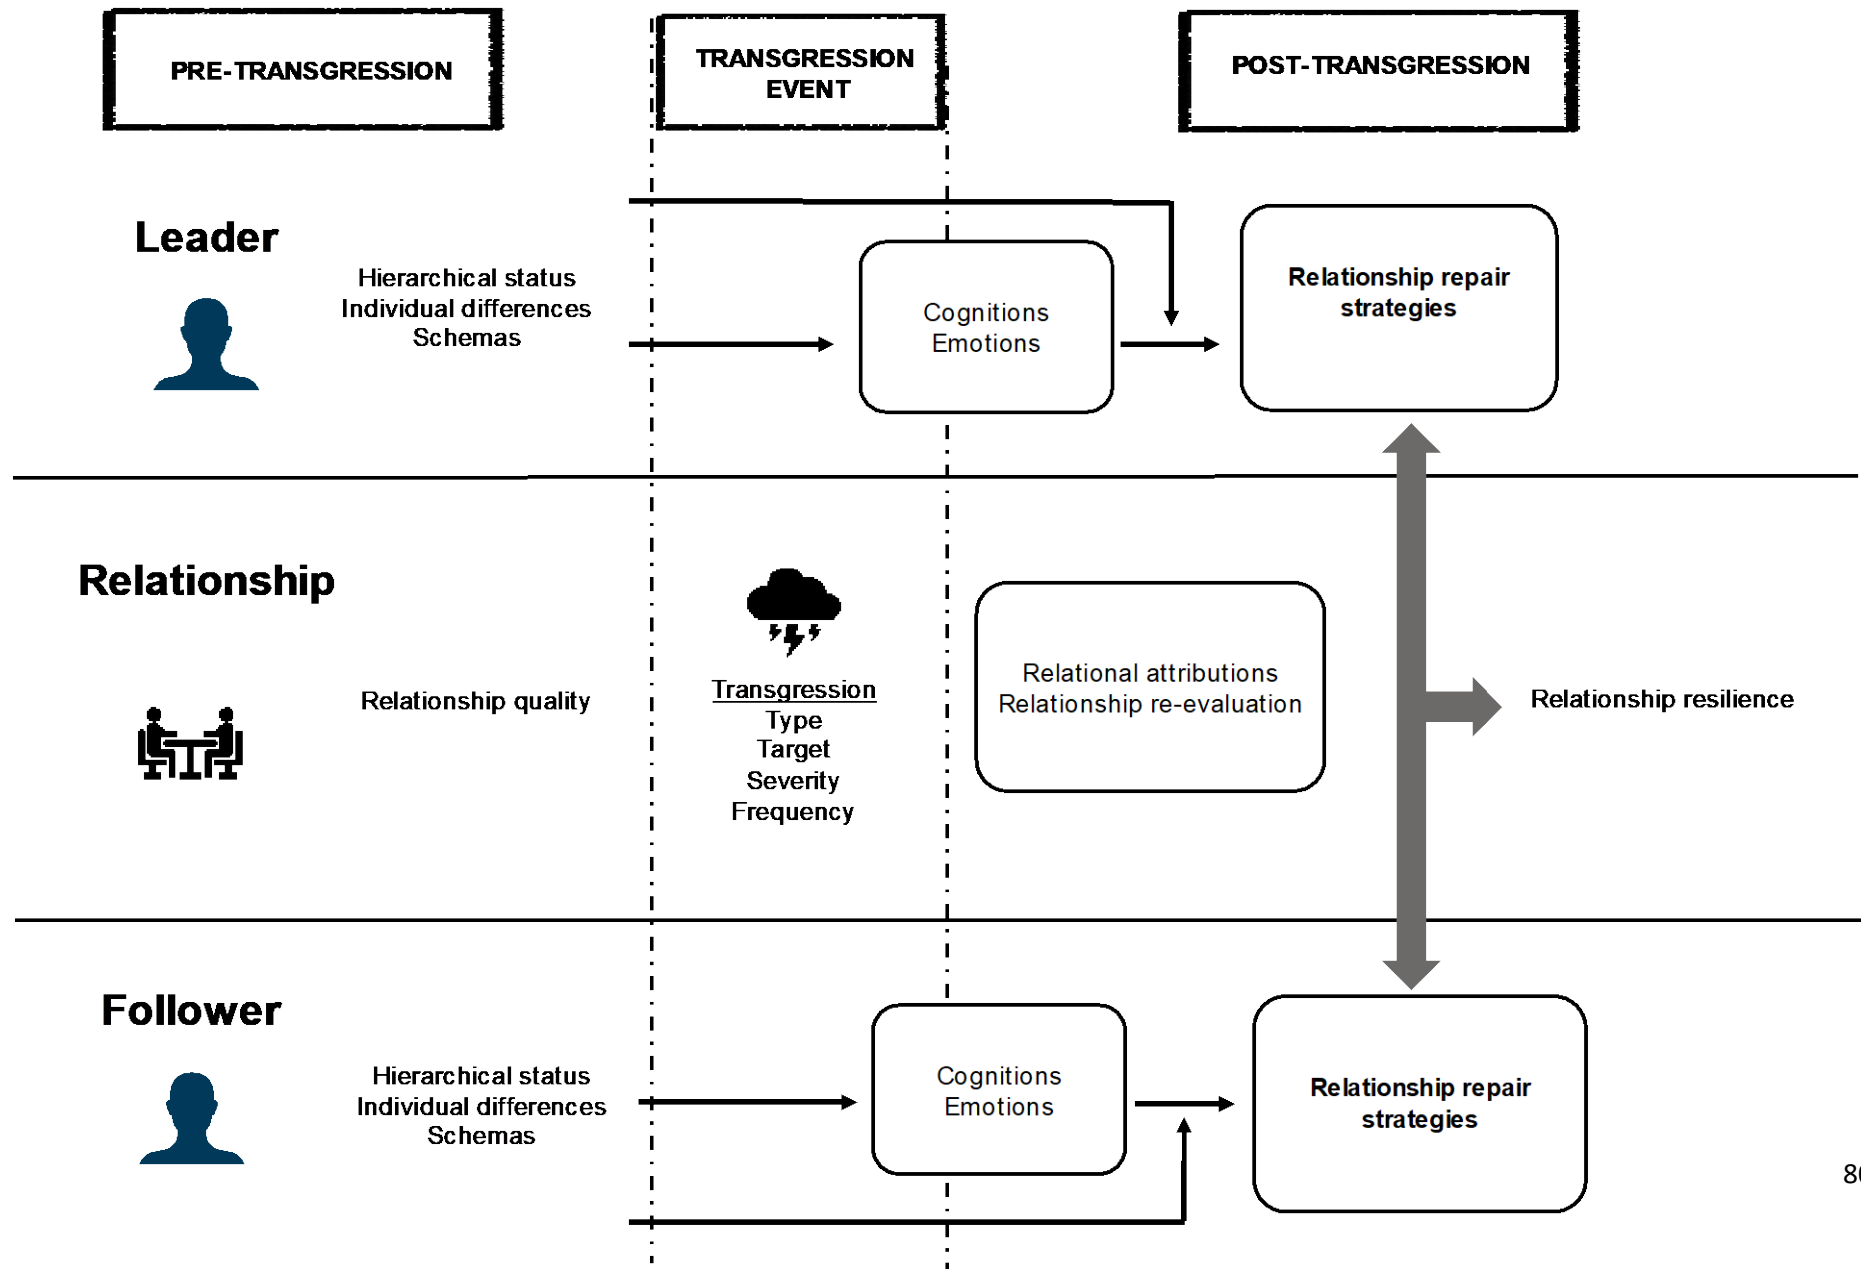 PRE-TRANSGRESSION
TRANSGRESSION
EVENT
POST-TRANSGRESSION
Leader
Hierarchical status
Individual differences
Schemas
Cognitions
Emotions
Relationship repair
strategies
Relationship
Relationship quality
Transgression
Type
Target
Severity
Frequency
Relational attributions
Relationship re-evaluation
Relationship resilience
Follower
Hierarchical status
Individual differences
Schemas
Cognitions
Emotions
Relationship repair
strategies